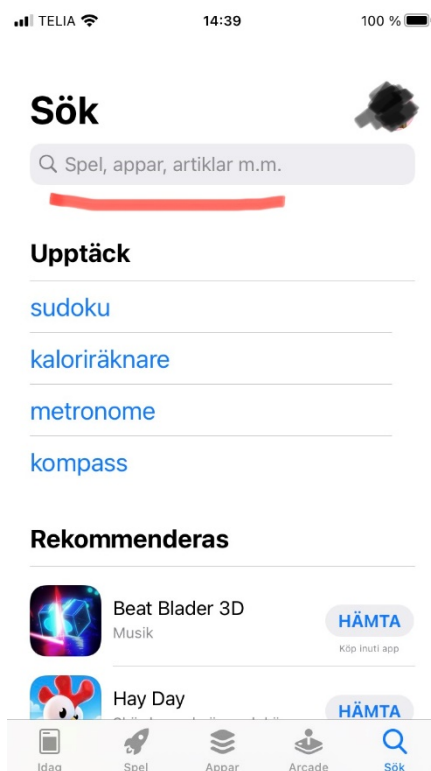 TELIA 14:39 100 %
Sök
Spel, appar, artiklar m.m.
Upptäck
sudoku
kaloriräknare
metronome
kompass
Rekommenderas
Beat Blader 3D
Musik
HÄMTA
Köp inuti app
Hay Day
HÄMTA
Idag Spel Appar Arcade Sök